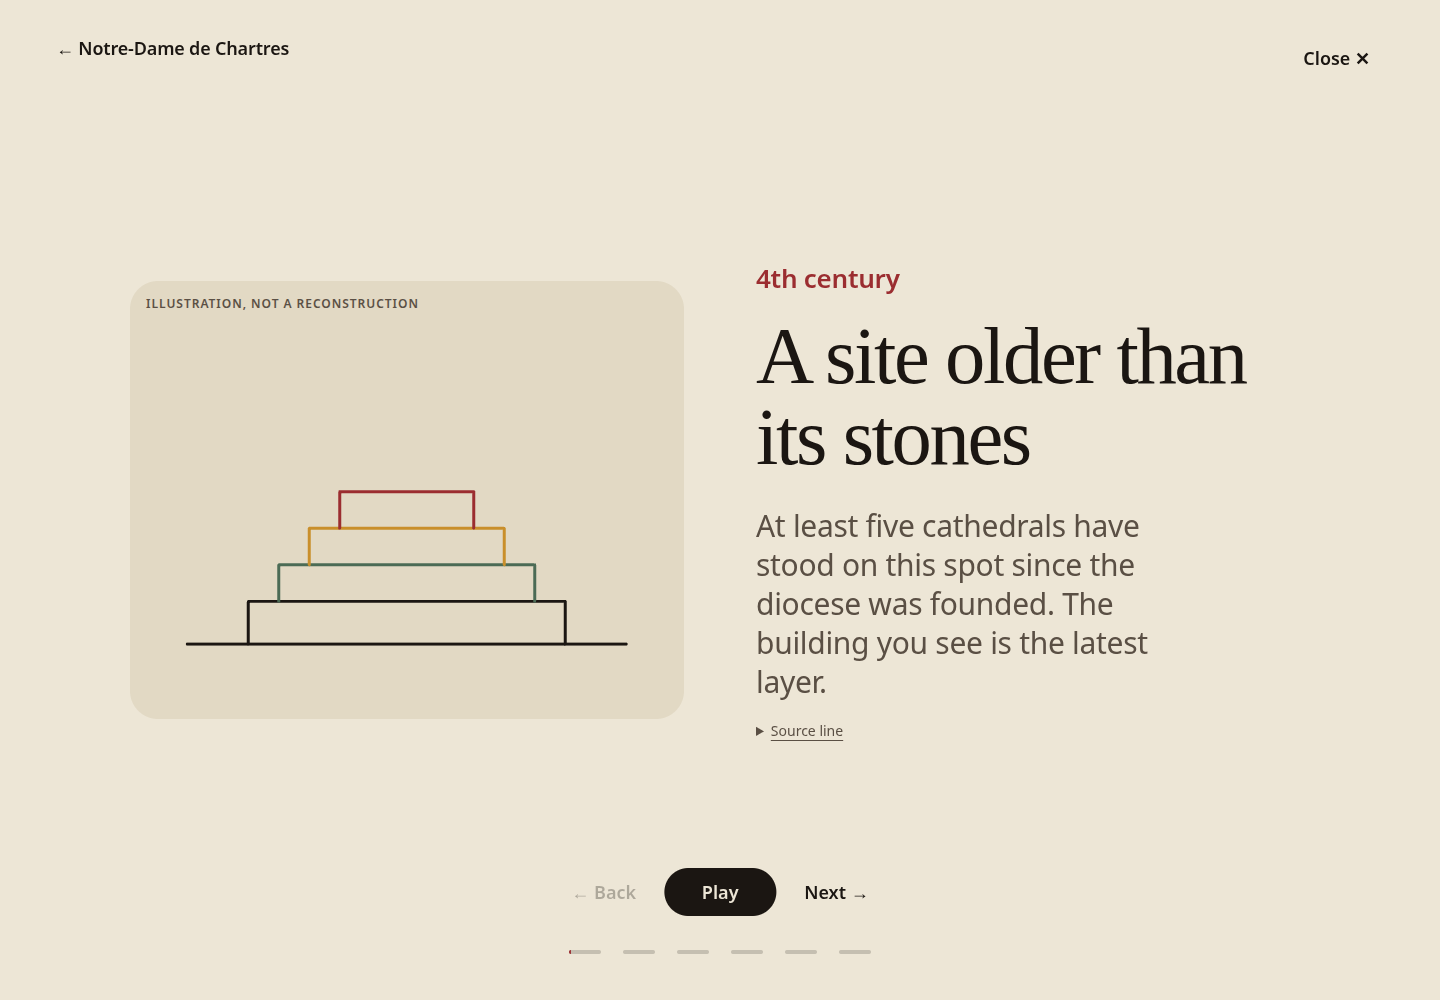 ← Notre-Dame de Chartres
Close ✕
ILLUSTRATION, NOT A RECONSTRUCTION
4th century
A site older than
its stones
At least five cathedrals have
stood on this spot since the
diocese was founded. The
building you see is the latest
layer.
▶ Source line
← Back
Play
Next →